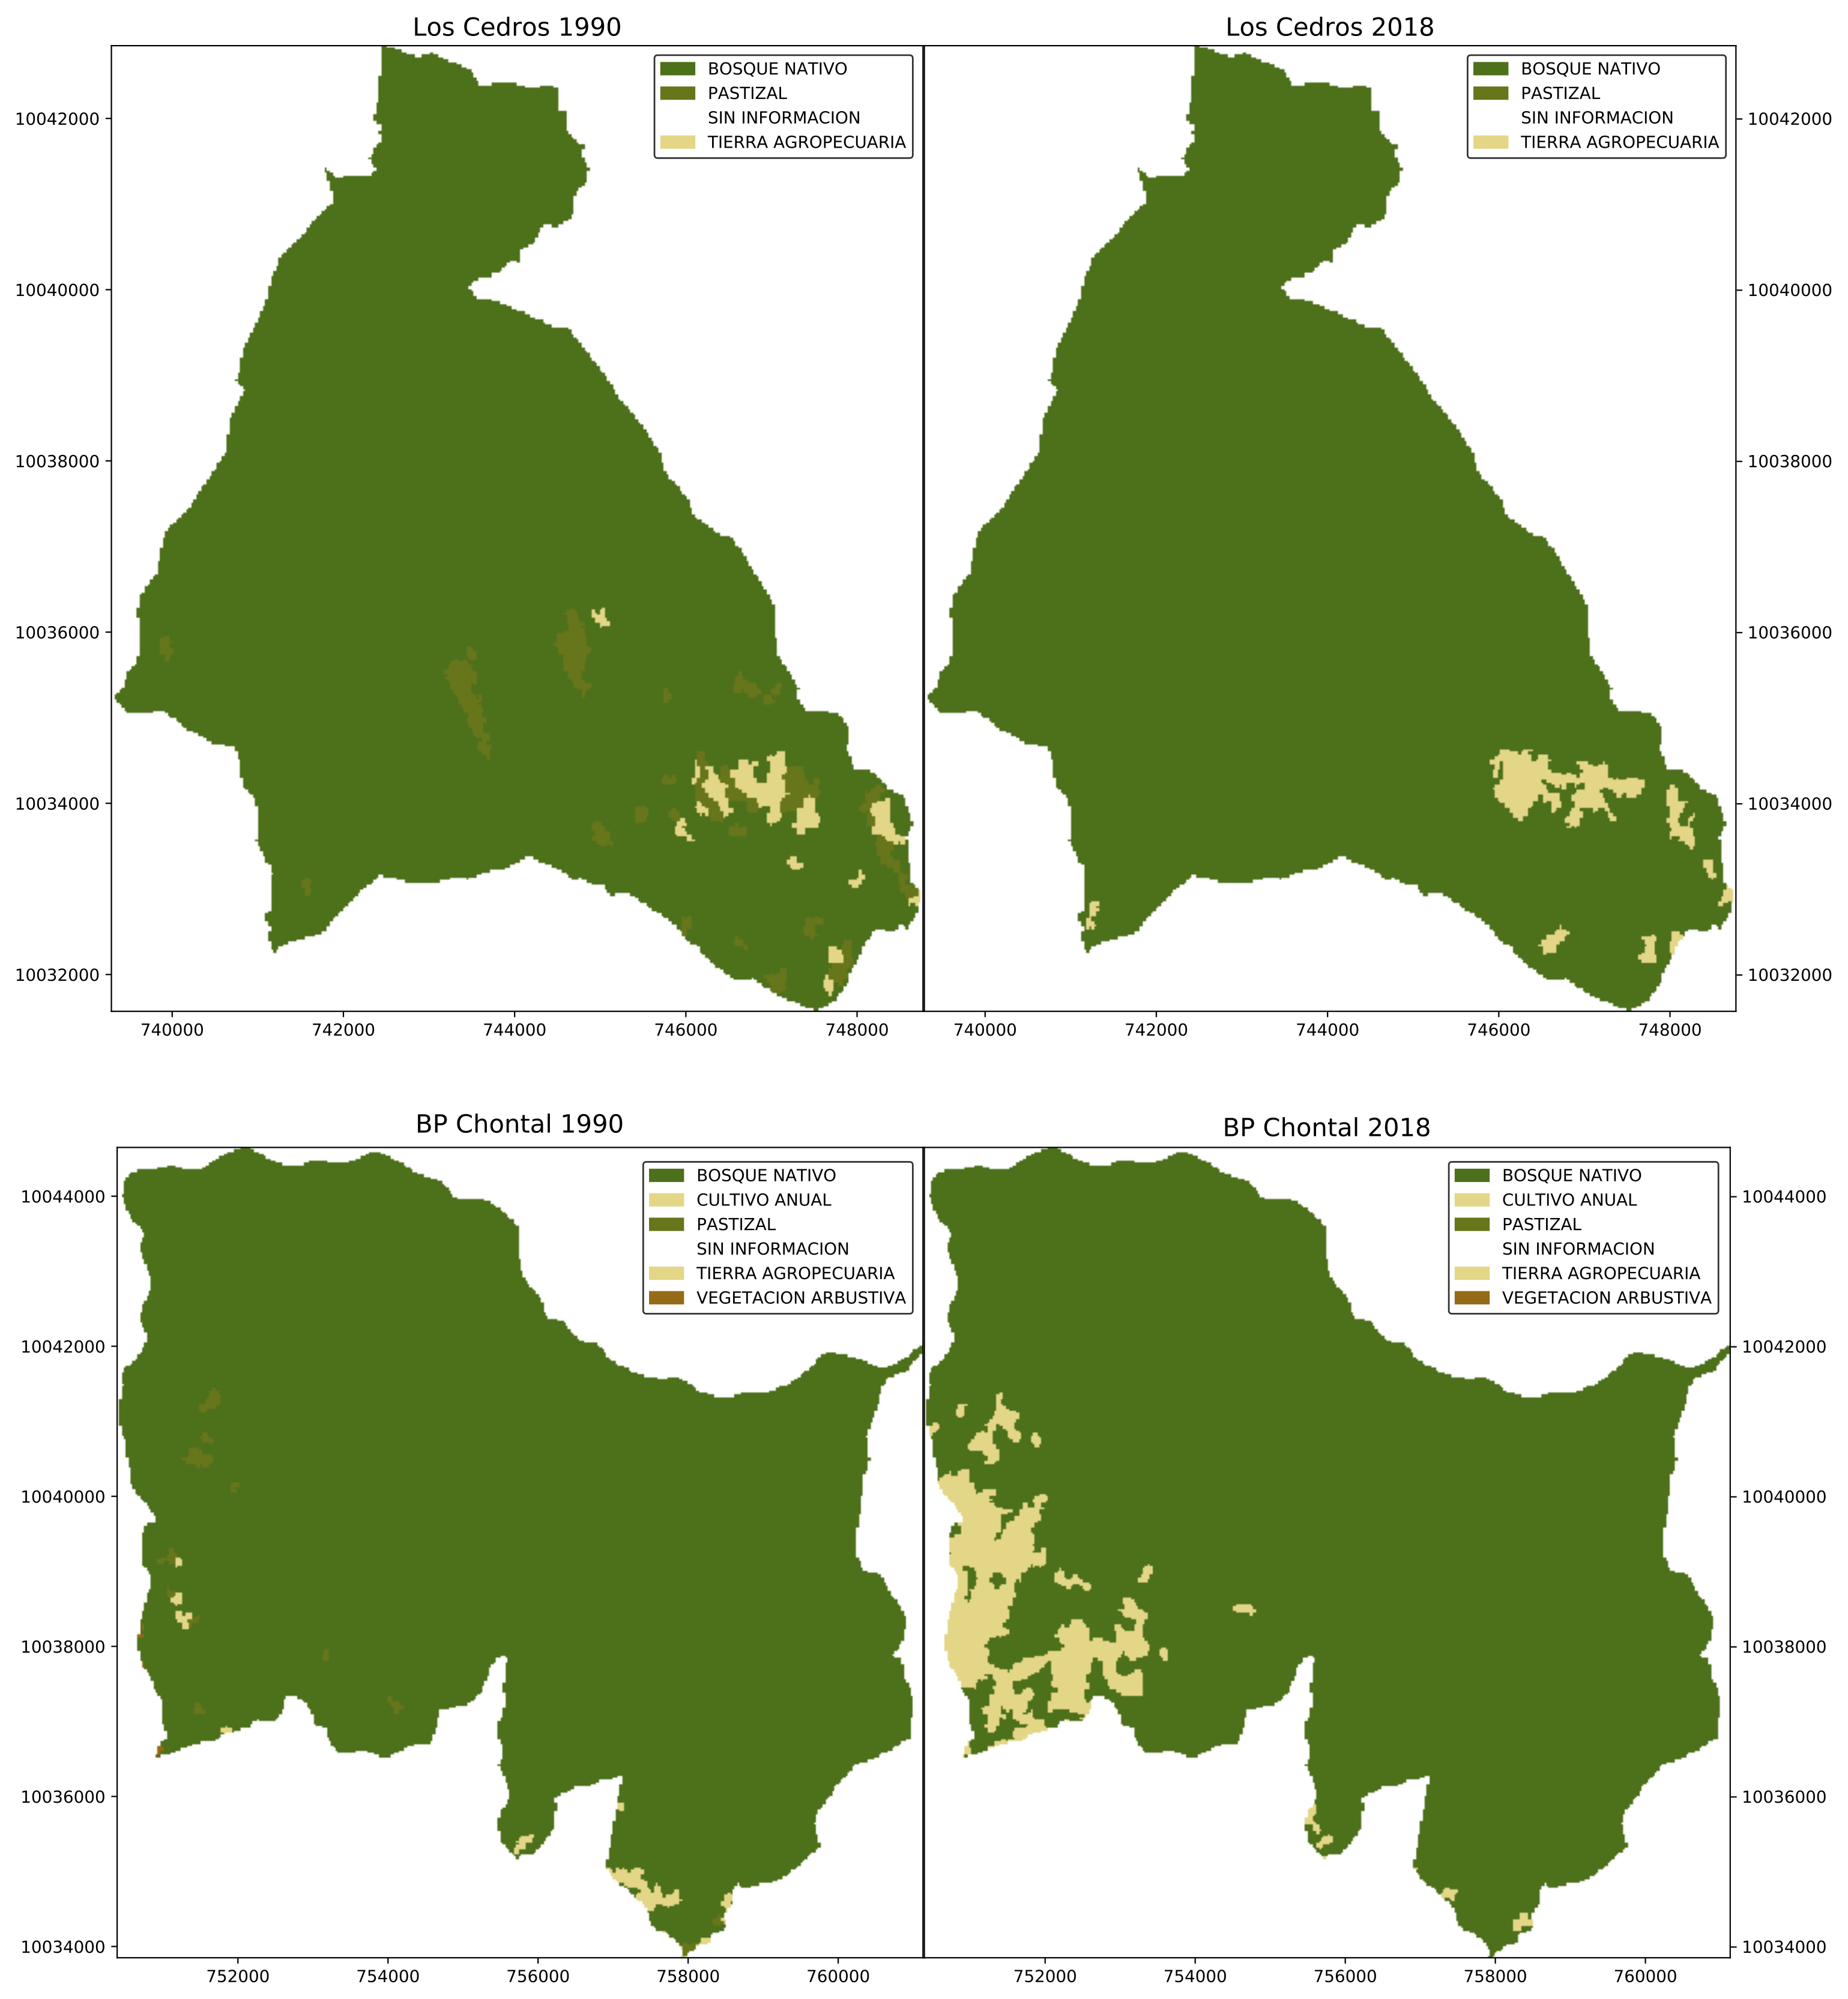 Los Cedros 1990
Los Cedros 2018
BOSQUE NATIVO
PASTIZAL
SIN INFORMACION
TIERRA AGROPECUARIA
BOSQUE NATIVO
PASTIZAL
SIN INFORMACION
TIERRA AGROPECUARIA
10042000
10040000
10038000
10036000
10034000
10032000
10042000
10040000
10038000
10036000
10034000
10032000
740000 742000 744000 746000 748000
740000 742000 744000 746000 748000
BP Chontal 1990
BP Chontal 2018
BOSQUE NATIVO
CULTIVO ANUAL
PASTIZAL
SIN INFORMACION
TIERRA AGROPECUARIA
VEGETACION ARBUSTIVA
BOSQUE NATIVO
CULTIVO ANUAL
PASTIZAL
SIN INFORMACION
TIERRA AGROPECUARIA
VEGETACION ARBUSTIVA
10044000
10042000
10040000
10038000
10036000
10034000
10044000
10042000
10040000
10038000
10036000
10034000
752000 754000 756000 758000 760000
752000 754000 756000 758000 760000